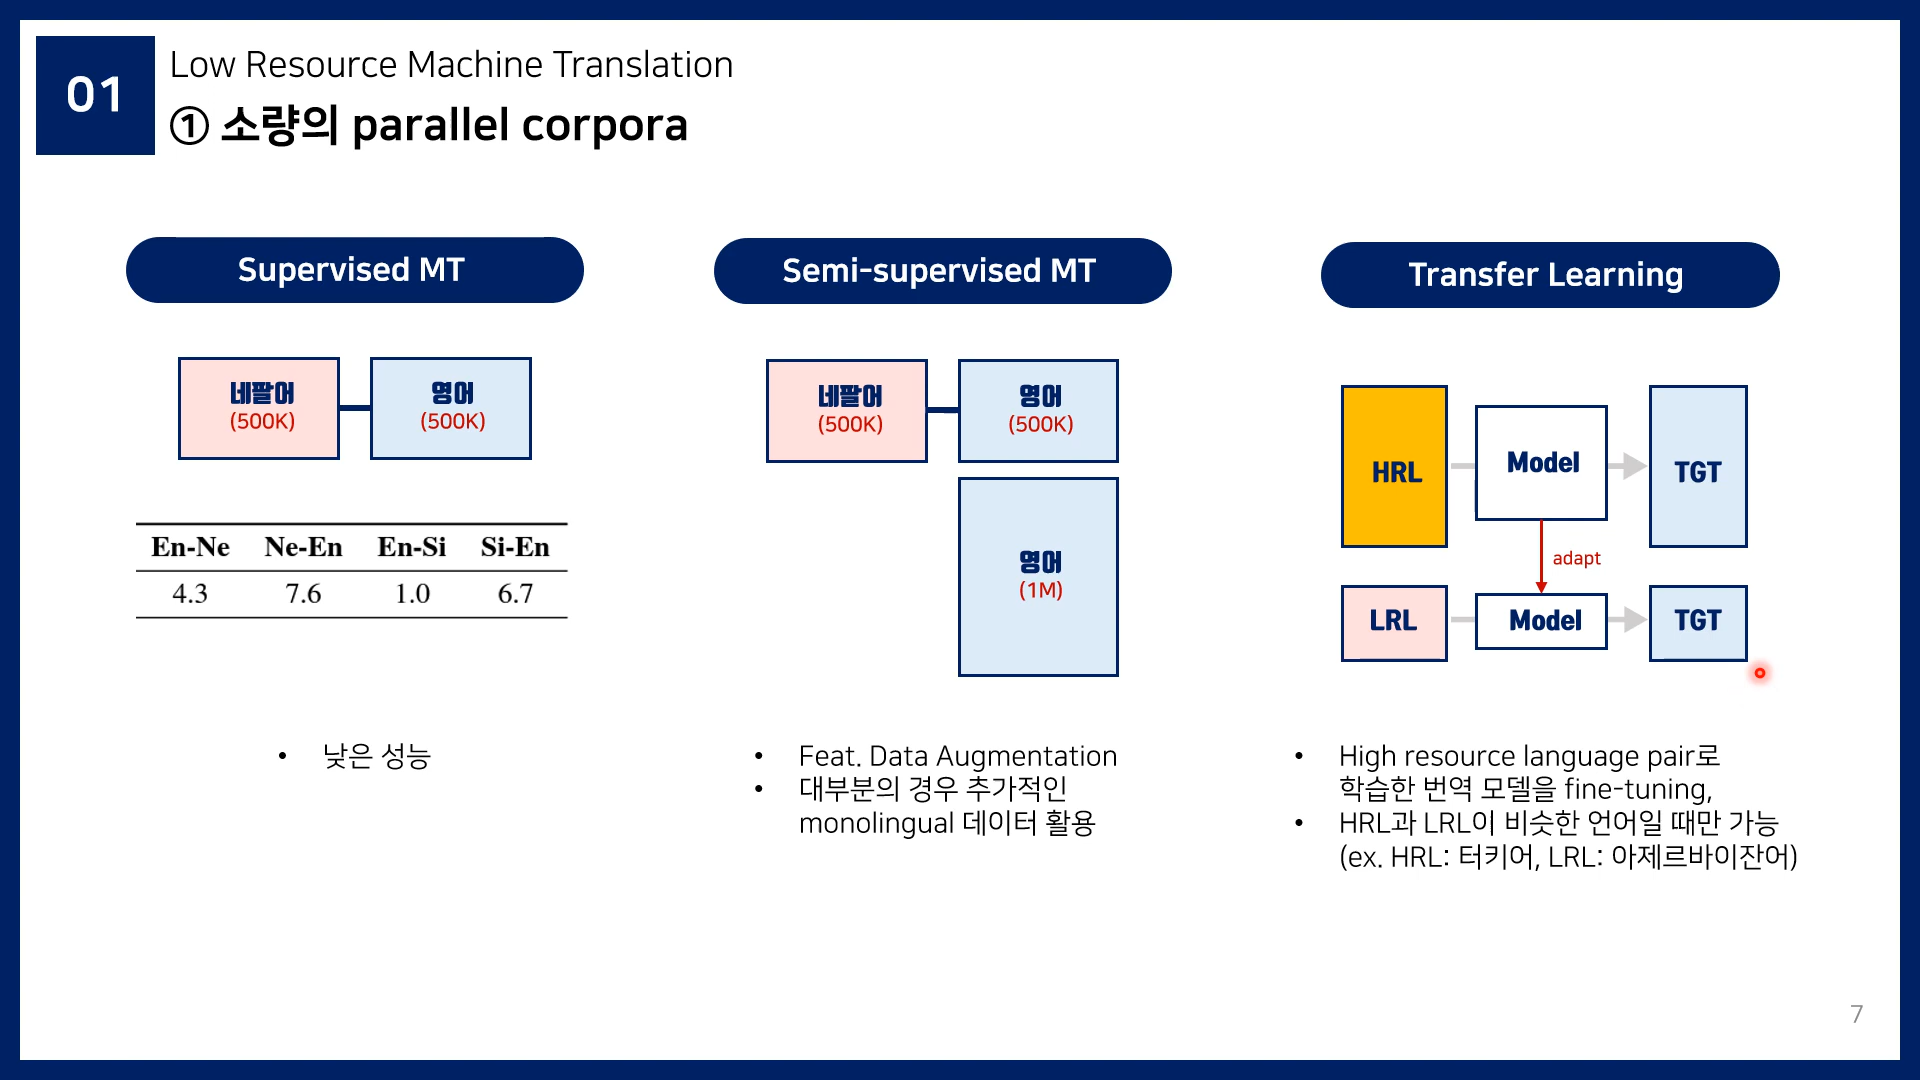 01
Low Resource Machine Translation
① 소량의 parallel corpora
Supervised MT
네팔어
(500K)
영어
(500K)
En-Ne Ne-En En-Si Si-En
4.3 7.6 1.0 6.7
• 낮은 성능
Semi-supervised MT
네팔어
(500K)
영어
(500K)
영어
(1M)
• Feat. Data Augmentation
• 대부분의 경우 추가적인
monolingual 데이터 활용
Transfer Learning
HRL
Model
TGT
adapt
LRL
Model
TGT
• High resource language pair로
학습한 번역 모델을 fine-tuning,
• HRL과 LRL이 비슷한 언어일 때만 가능
(ex. HRL: 터키어, LRL: 아제르바이잔어)
7